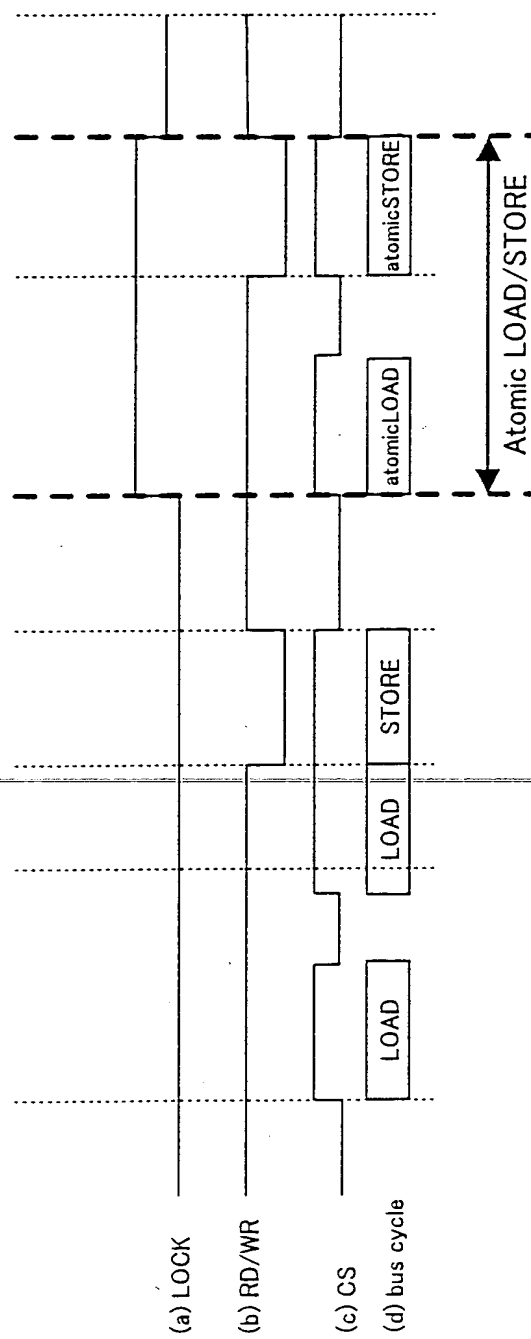 (a) LOCK
(b) RD/WR
(c) CS
(d) bus cycle
LOAD
LOAD
STORE
atomicLOAD
atomicSTORE
Atomic LOAD/STORE